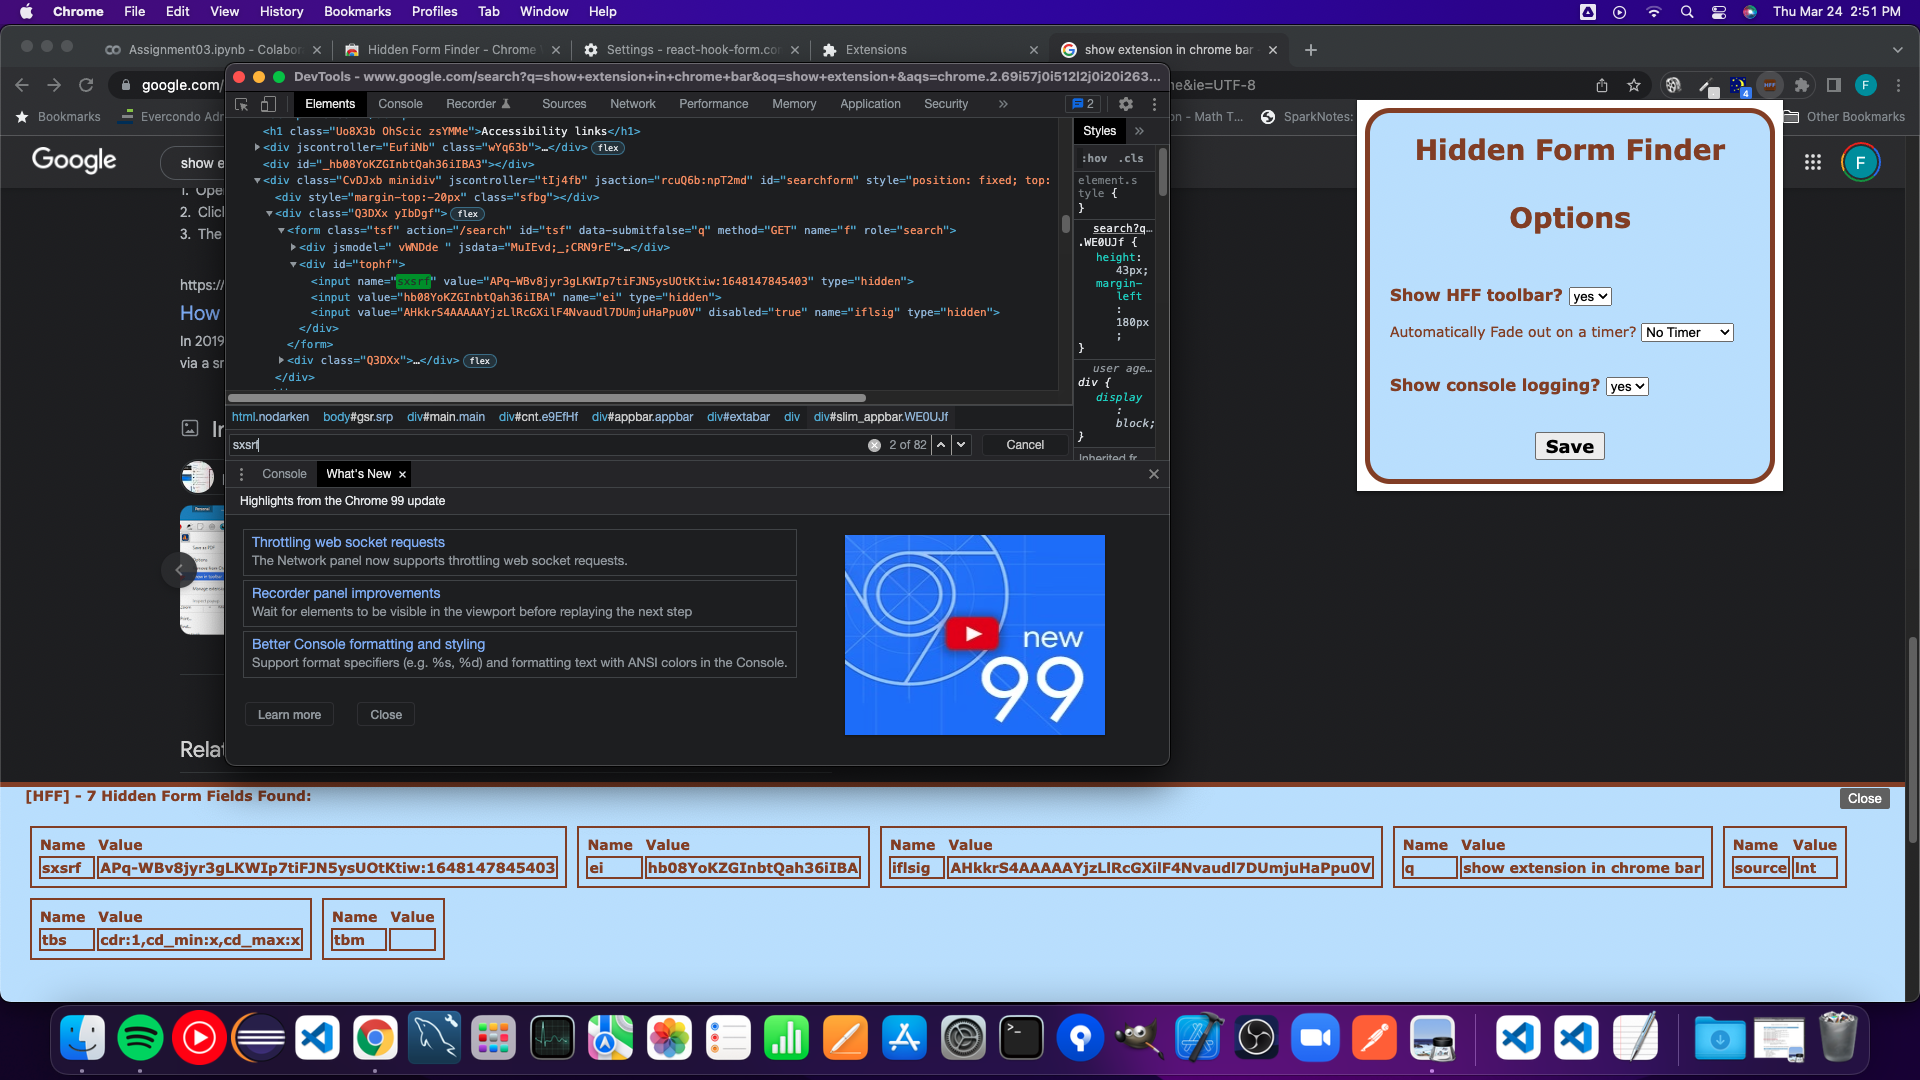 Chrome File Edit View History Bookmarks Profiles Tab Window Help Thu Mar 24 2:51 PM
Assignment03.ipynb - Colabor
Hidden Form Finder - Chrome
Settings - react-hook-form.cor
Extensions
show extension in chrome bar
google.com/
ne&ie=UTF-8
4
HFF
F
Bookmarks
Evercondo Adr
on - Math T...
SparkNotes:
Other Bookmarks
DevTools - www.google.com/search?q=show+extension+in+chrome+bar&oq=show+extension+&aqs=chrome.2.69i57j0i512l2j0i20i263...
Elements Console Recorder Sources Network Performance Memory Application Security » 2
<h1 class="Uo8X3b OhScic zsYMMe">Accessibility links</h1>
<div jscontroller="EufiNb" class="wYq63b">…</div> flex
<div id="_hb08YoKZGInbtQah36iIBA3"></div>
<div class="CvDJxb minidiv" jscontroller="tIj4fb" jsaction="rcuQ6b:npT2md" id="searchform" style="position: fixed; top:
<div style="margin-top:-20px" class="sfbg"></div>
<div class="Q3DXx yIbDgf"> flex
<form class="tsf" action="/search" id="tsf" data-submitfalse="q" method="GET" name="f" role="search">
<div jsmodel=" vWNDde " jsdata="MuIEvd;_;CRN9rE">…</div>
<div id="tophf">
<input name="sxsrf" value="APq-WBv8jyr3gLKWIp7tiFJN5ysUOtKtiw:1648147845403" type="hidden">
<input value="hb08YoKZGInbtQah36iIBA" name="ei" type="hidden">
<input value="AHkkrS4AAAAAYjzLlRcGXilF4Nvaudl7DUmjuHaPpu0V" disabled="true" name="iflsig" type="hidden">
</div>
</form>
<div class="Q3DXx">…</div> flex
</div>
html.nodarken body#gsr.srp div#main.main div#cnt.e9EfHf div#appbar.appbar div#extabar div div#slim_appbar.WE0UJf
sxsrf 2 of 82 Cancel
Styles »
:hov .cls
element.s
tyle {
}
search?q…
.WE0UJf {
height:
43px;
margin-
left
:
180px
;
}
user age…
div {
display
:
block;
}
Inherited fr
Console What's New
Highlights from the Chrome 99 update
Throttling web socket requests
The Network panel now supports throttling web socket requests.
Recorder panel improvements
Wait for elements to be visible in the viewport before replaying the next step
Better Console formatting and styling
Support format specifiers (e.g. %s, %d) and formatting text with ANSI colors in the Console.
Learn more Close
new
99
Google
show e
F
1. Oper
2. Clic
3. The
https:/
How
In 2019
via a sr
Ir
Relat
Hidden Form Finder
Options
Show HFF toolbar? yes
Automatically Fade out on a timer? No Timer
Show console logging? yes
Save
[HFF] - 7 Hidden Form Fields Found:
Close
Name Value
sxsrf APq-WBv8jyr3gLKWIp7tiFJN5ysUOtKtiw:1648147845403
Name Value
ei hb08YoKZGInbtQah36iIBA
Name Value
iflsig AHkkrS4AAAAAYjzLlRcGXilF4Nvaudl7DUmjuHaPpu0V
Name Value
q show extension in chrome bar
Name Value
source lnt
Name Value
tbs cdr:1,cd_min:x,cd_max:x
Name Value
tbm